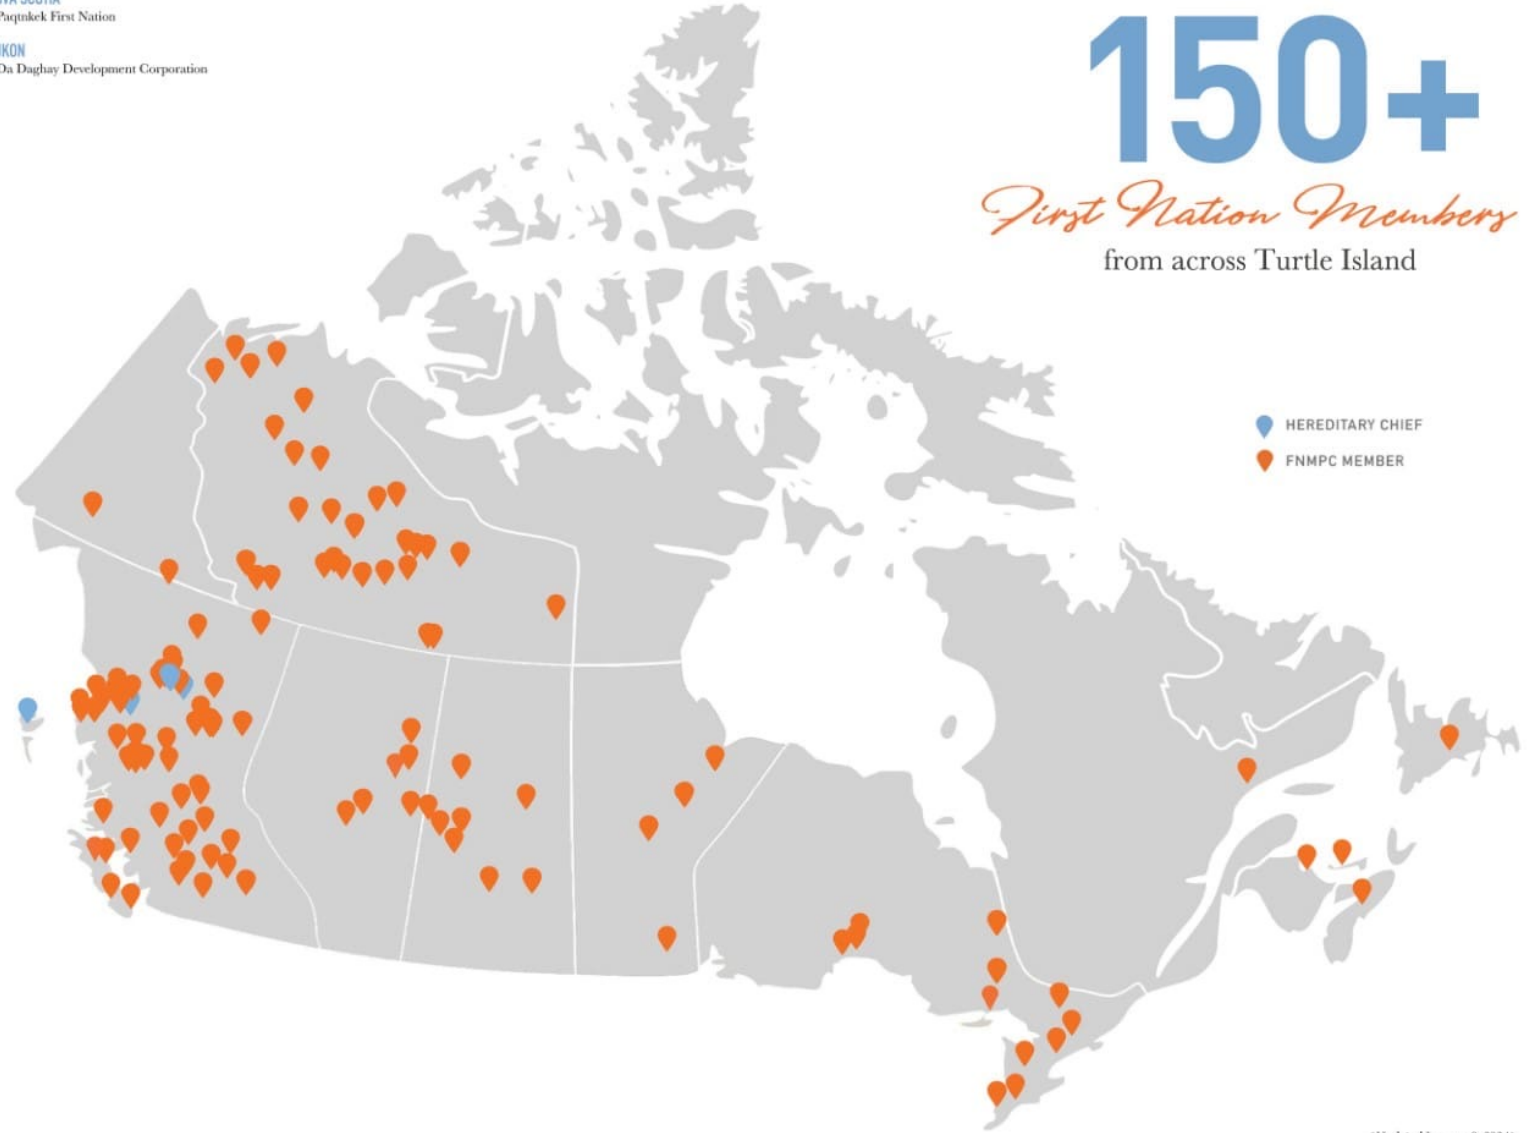 Paqtnkek First Nation
Da Daghay Development Corporation
150+
First Nation Members
from across Turtle Island
HEREDITARY CHIEF
FNMPC MEMBER